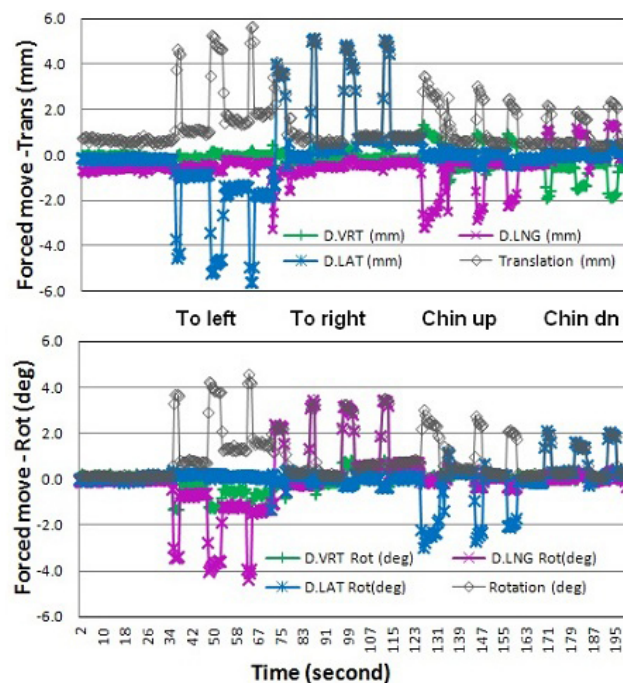 Forced move -Trans (mm)
6.0
4.0
2.0
0.0
-2.0
-4.0
-6.0
D.VRT (mm)
D.LNG (mm)
D.LAT (mm)
Translation (mm)
To left
To right
Chin up
Chin dn
Forced move - Rot (deg)
6.0
4.0
2.0
0.0
-2.0
-4.0
-6.0
D.VRT Rot (deg)
D.LNG Rot(deg)
D.LAT Rot(deg)
Rotation (deg)
2 10 18 26 34 42 50 58 67 75 83 91 99 107 115 123 131 139 147 155 163 171 179 187 195
Time (second)